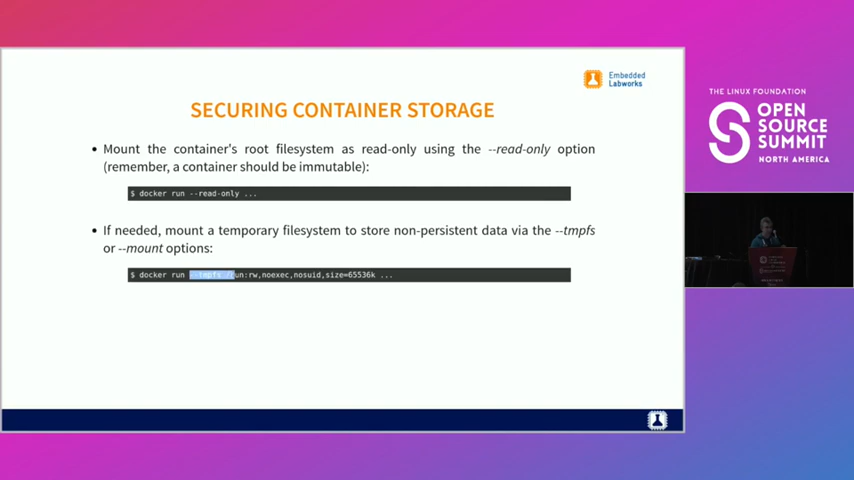 Embedded
Labworks
SECURING CONTAINER STORAGE
• Mount the container's root filesystem as read-only using the --read-only option
(remember, a container should be immutable):
$ docker run --read-only ...
• If needed, mount a temporary filesystem to store non-persistent data via the --tmpfs
or --mount options:
$ docker run --tmpfs /run:rw,noexec,nosuid,size=65536k ...
THE LINUX FOUNDATION
OPEN
SOURCE
SUMMIT
NORTH AMERICA